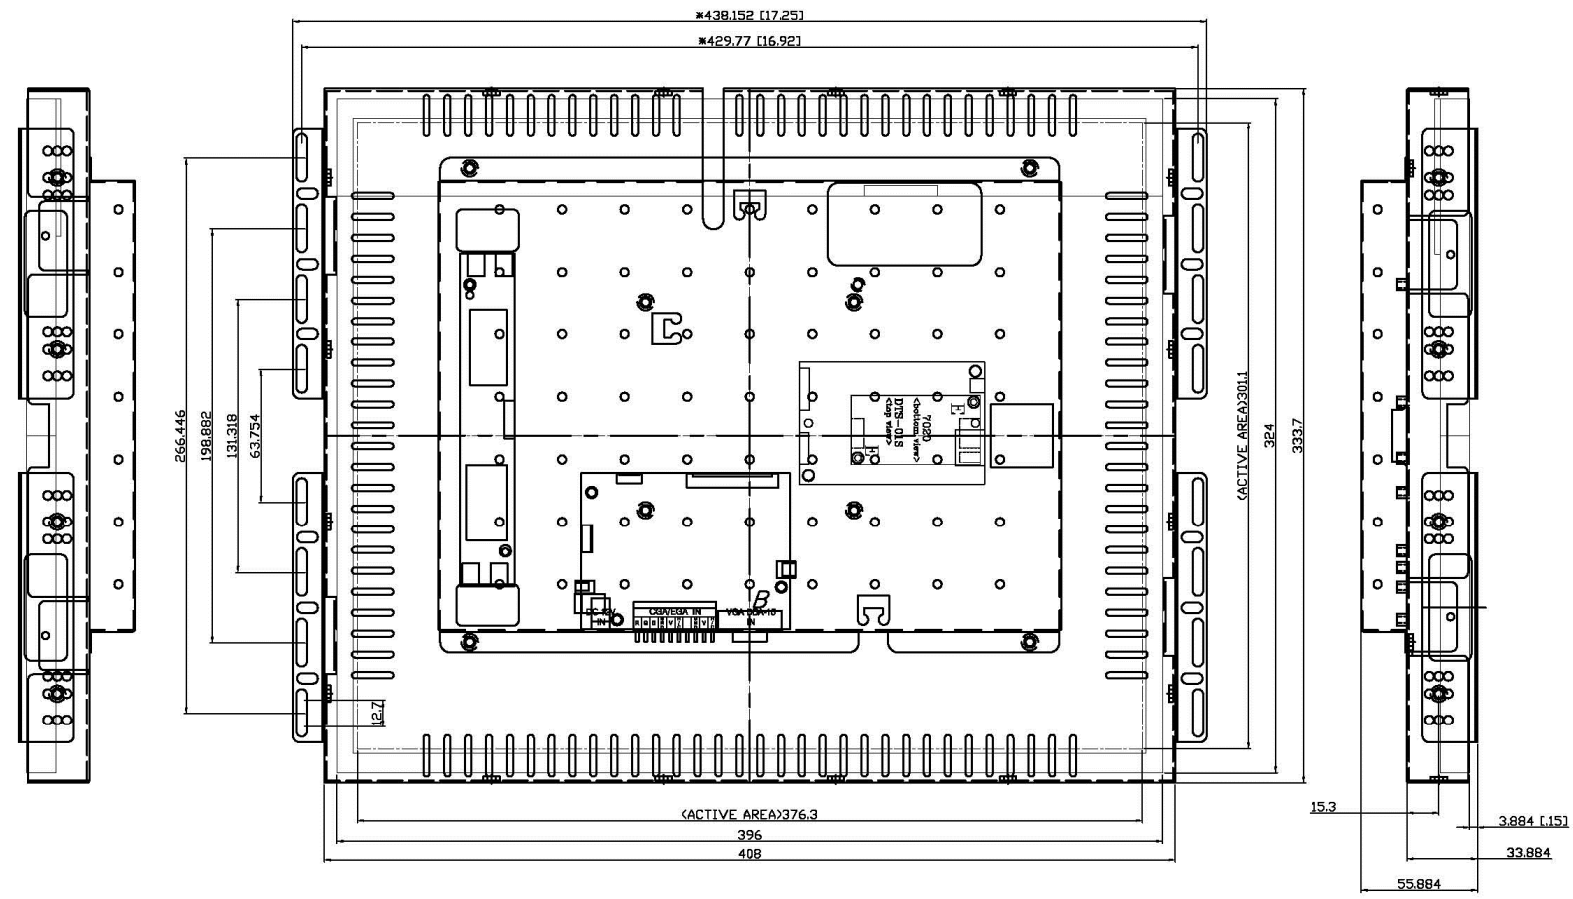 *438.152 [17.25]
*429.77 [16.92]
266.446
198.882
131.318
63.754
12.7
<top view>
DTS-01S
7020
<bottom view>
(ACTIVE AREA)301.1
324
333.7
DC 12V
IN
CGA/EGA IN
R G B V V
VGA DSA-15
IN
B
(ACTIVE AREA)376.3
396
408
15.3
3.884 [.15]
33.884
55.884